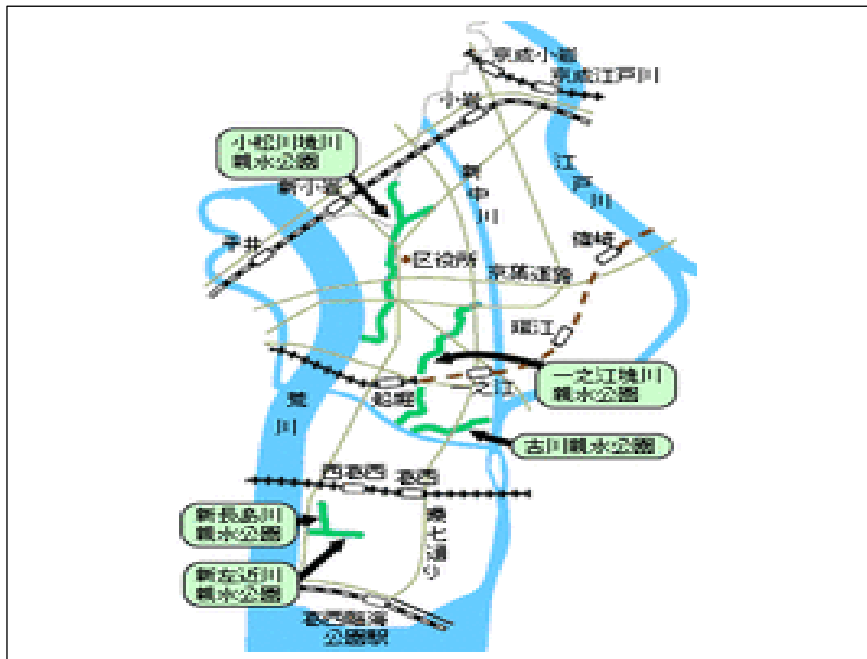 京成小岩
京成江戸川
小岩
小松川境川
親水公園
新小岩
新中川
江戸川
平井
篠崎
区役所
京葉道路
瑞江
一之江境川
親水公園
一之江
船堀
荒川
古川親水公園
西葛西
葛西
新長島川
親水公園
環七通り
新左近川
親水公園
葛西臨海
公園駅